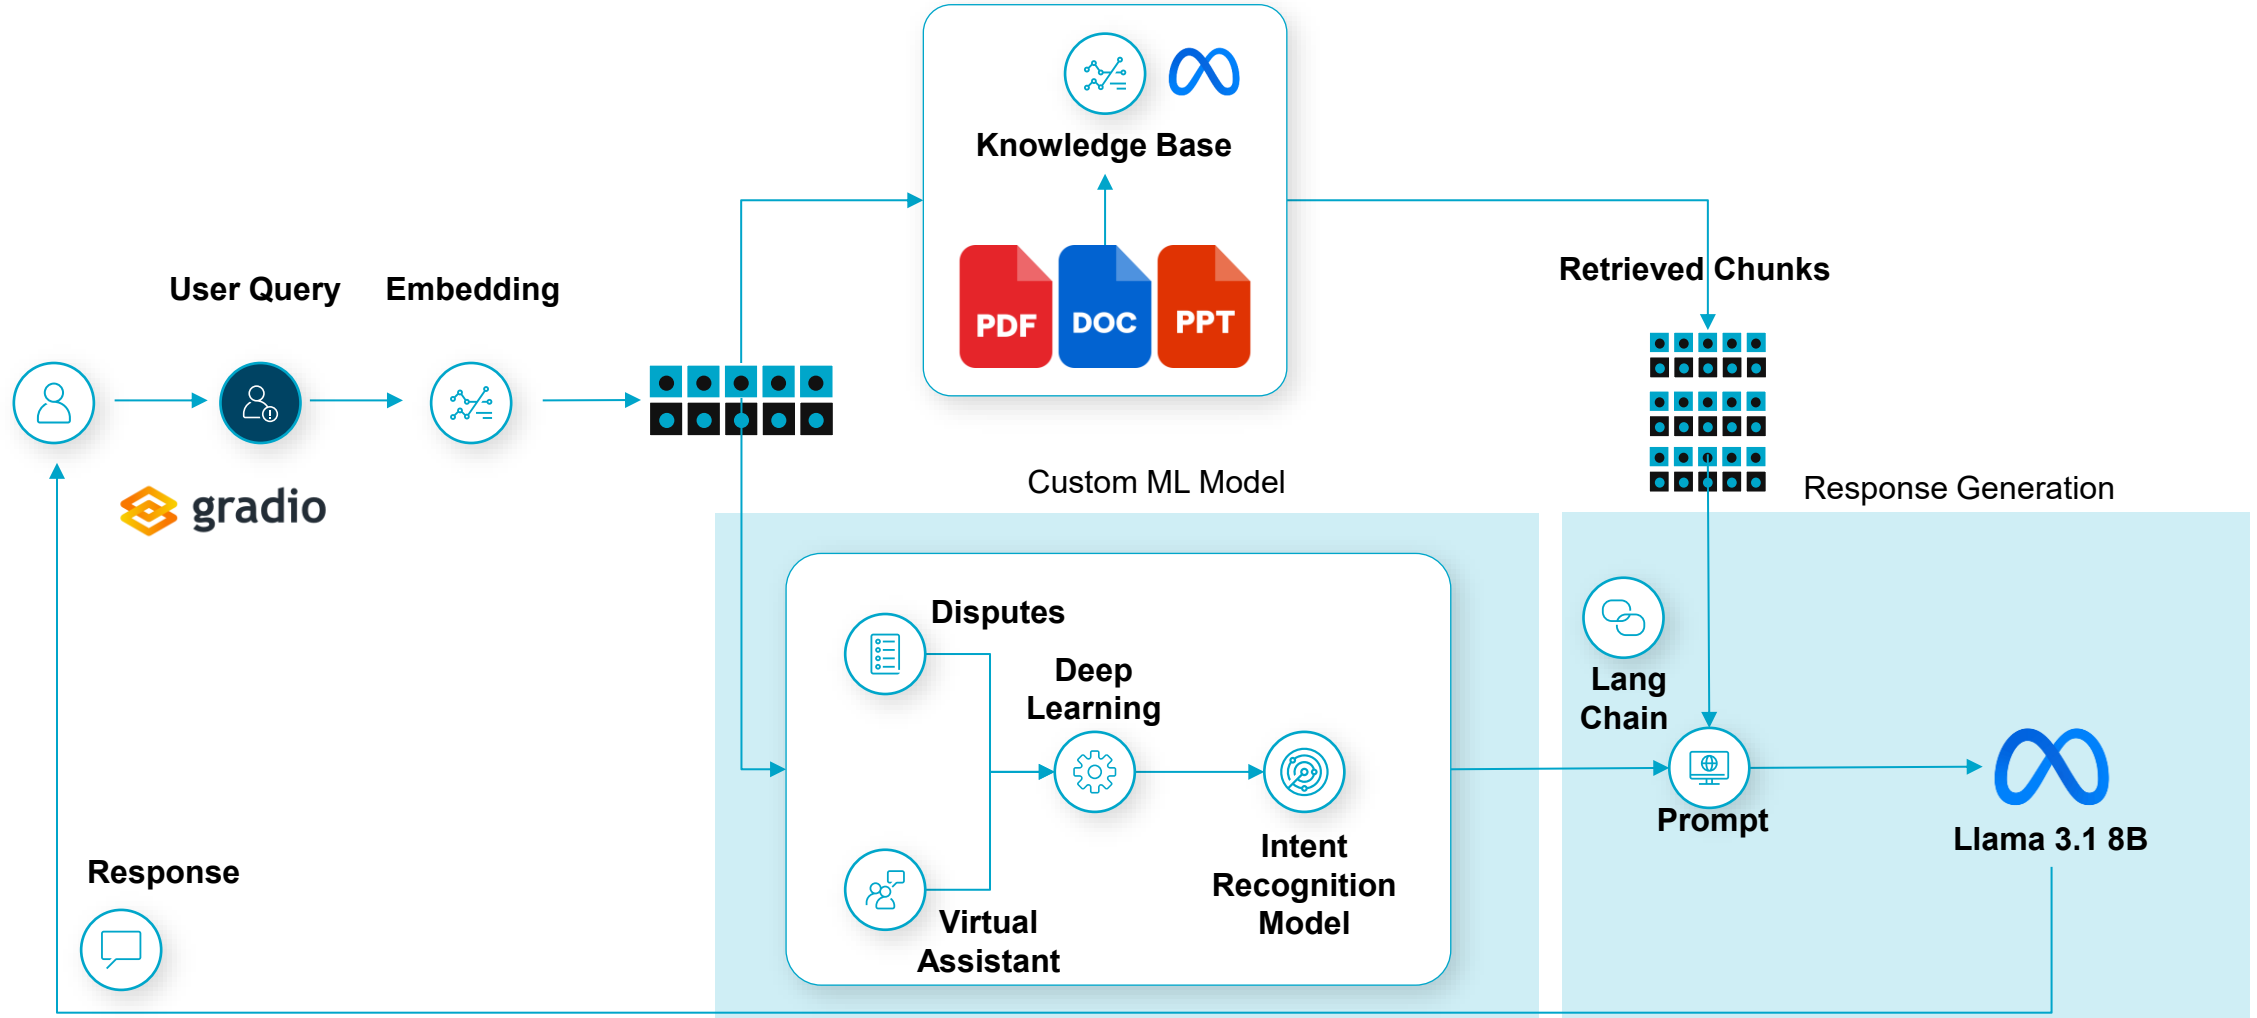 Knowledge Base
PDF
DOC
PPT
User Query
Embedding
Retrieved Chunks
gradio
Custom ML Model
Response Generation
Disputes
Deep
Learning
Virtual
Assistant
Intent
Recognition
Model
Lang
Chain
Prompt
Llama 3.1 8B
Response